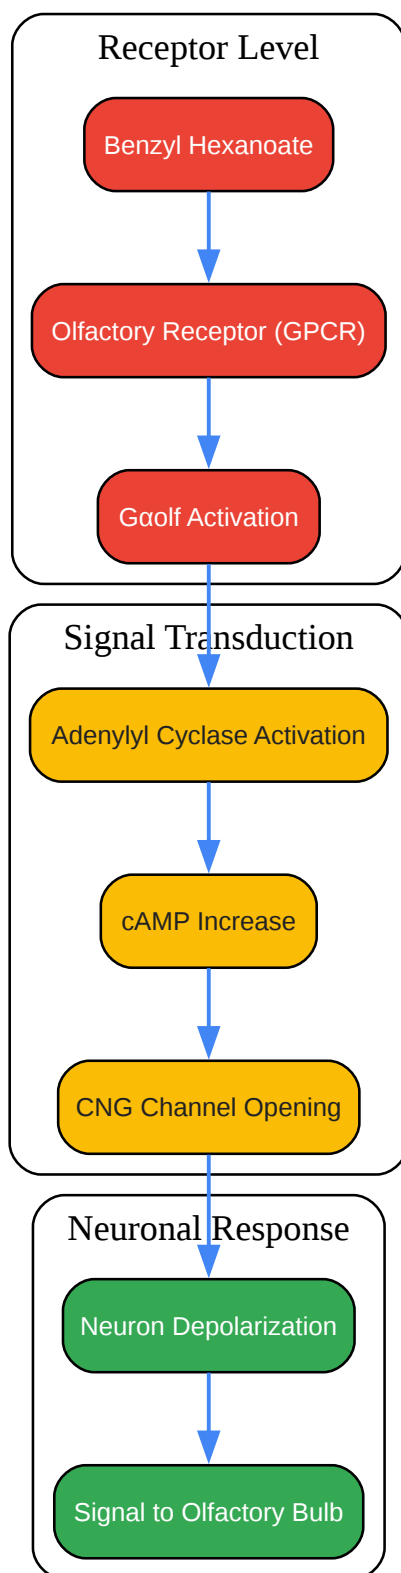 Receptor Level
Benzyl Hexanoate
Olfactory Receptor (GPCR)
Gαolf Activation
Signal Transduction
Adenylyl Cyclase Activation
cAMP Increase
CNG Channel Opening
Neuronal Response
Neuron Depolarization
Signal to Olfactory Bulb